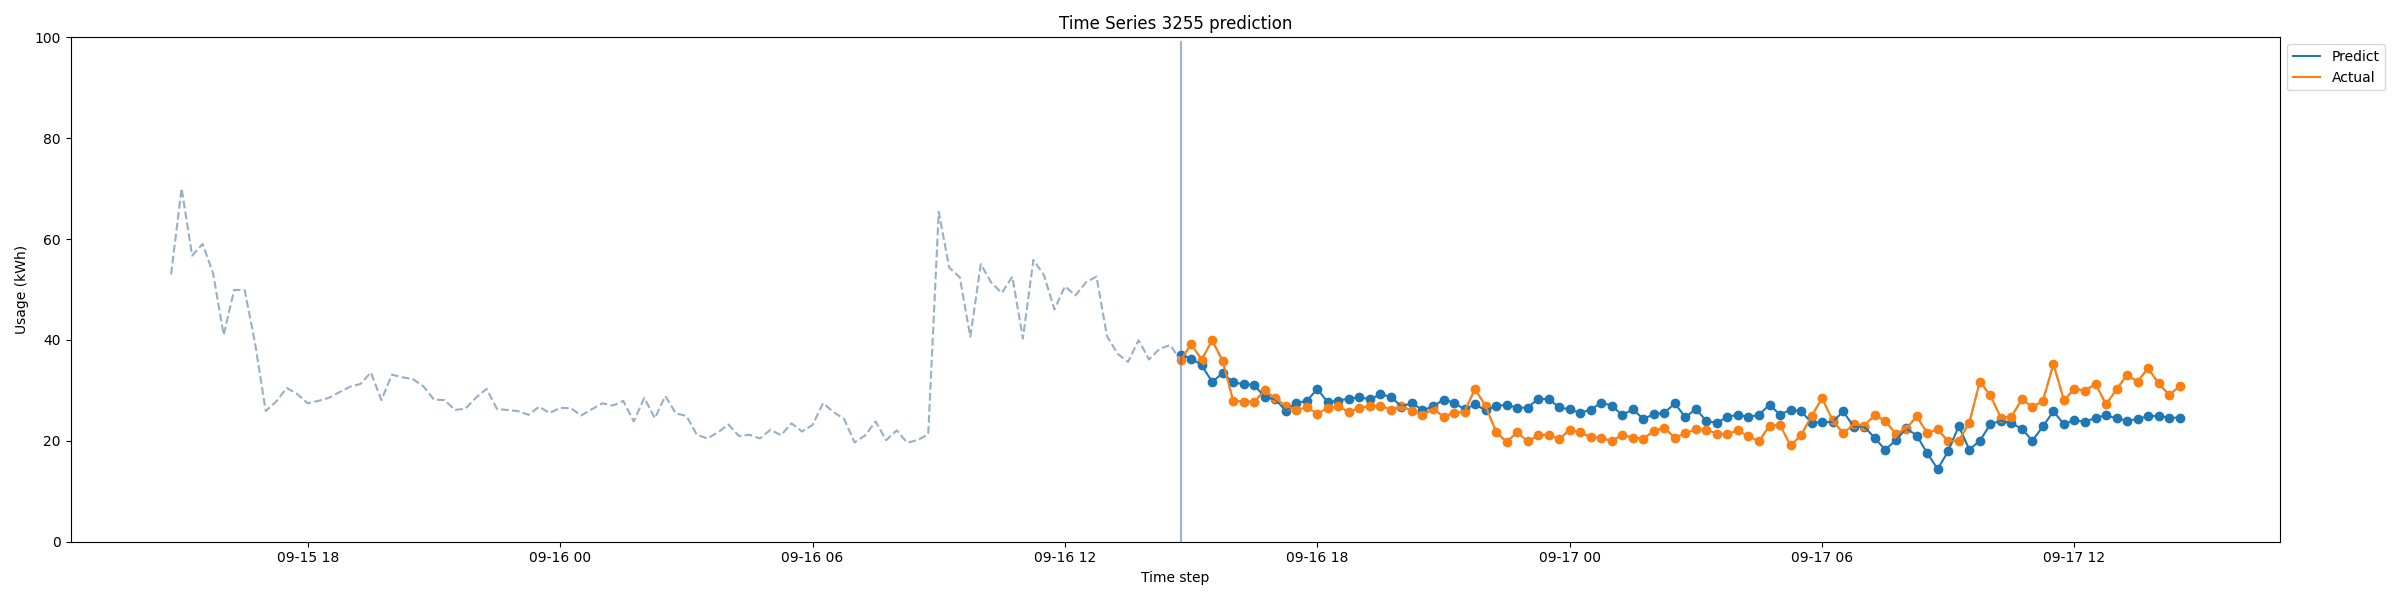 Time Series 3255 prediction
100
80
60
40
20
0
Usage (kWh)
Predict
Actual
09-15 18
09-16 00
09-16 06
09-16 12
09-16 18
09-17 00
09-17 06
09-17 12
Time step